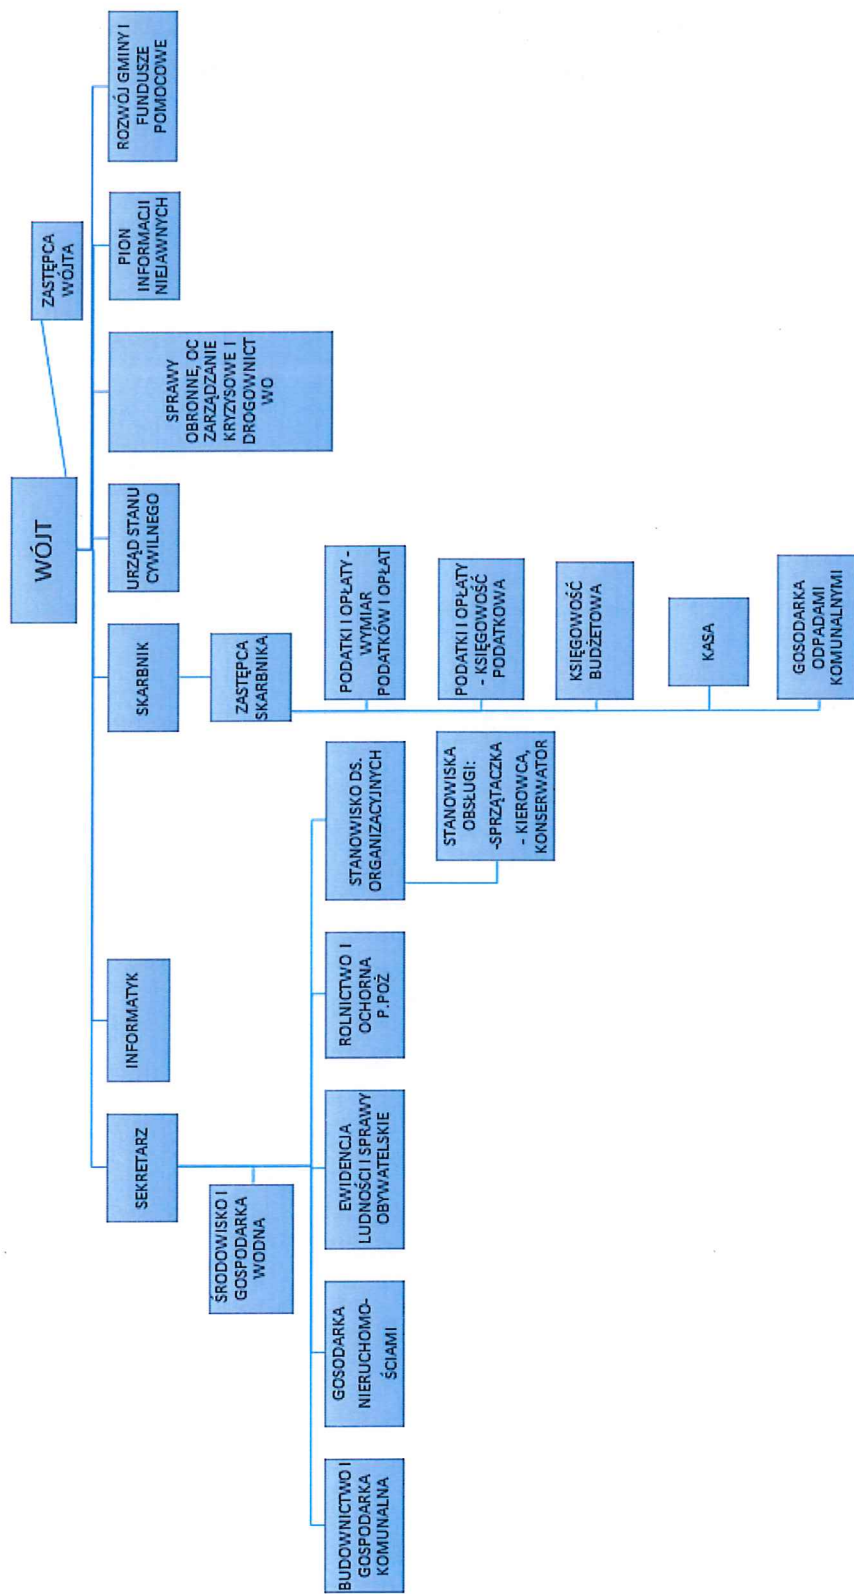 WÓJT
ZASTĘPCA
WÓJTA
SEKRETARZ
INFORMATYK
SKARBNIK
URZĄD STANU
CYWILNEGO
SPRAWY
OBRONNE, OC
ZARZĄDZANIE
KRYZYSOWE I
DROGOWNICT
WO
PION
INFORMACJI
NIEJAWNYCH
ROZWÓJ GMINY I
FUNDUSZE
POMOCOWE
ŚRODOWISKO I
GOSPODARKA
WODNA
ZASTĘPCA
SKARBNIKA
BUDOWNICTWO I
GOSPODARKA
KOMUNALNA
GOSODARKA
NIERUCHOMO-
ŚCIAMI
EWIDENCJA
LUDNOŚCI I SPRAWY
OBYWATELSKIE
ROLNICTWO I
OCHORNA
P.POŻ
STANOWISKO DS.
ORGANIZACYJNYCH
STANOWISKA
OBSŁUGI:
-SPRZĄTACZKA
- KIEROWCA,
KONSERWATOR
PODATKI I OPŁATY -
WYMIAR
PODATKÓW I OPŁAT
PODATKI I OPŁATY
- KSIĘGOWOŚĆ
PODATKOWA
KSIĘGOWOŚĆ
BUDŻETOWA
KASA
GOSODARKA
ODPADAMI
KOMUNALNYMI